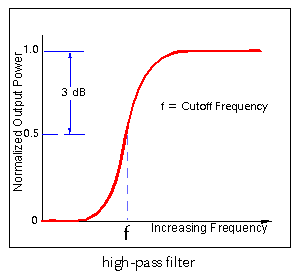 Normalized Output Power
1.0
3 dB
f = Cutoff Frequency
0.5
0
f
Increasing Frequency
high-pass filter